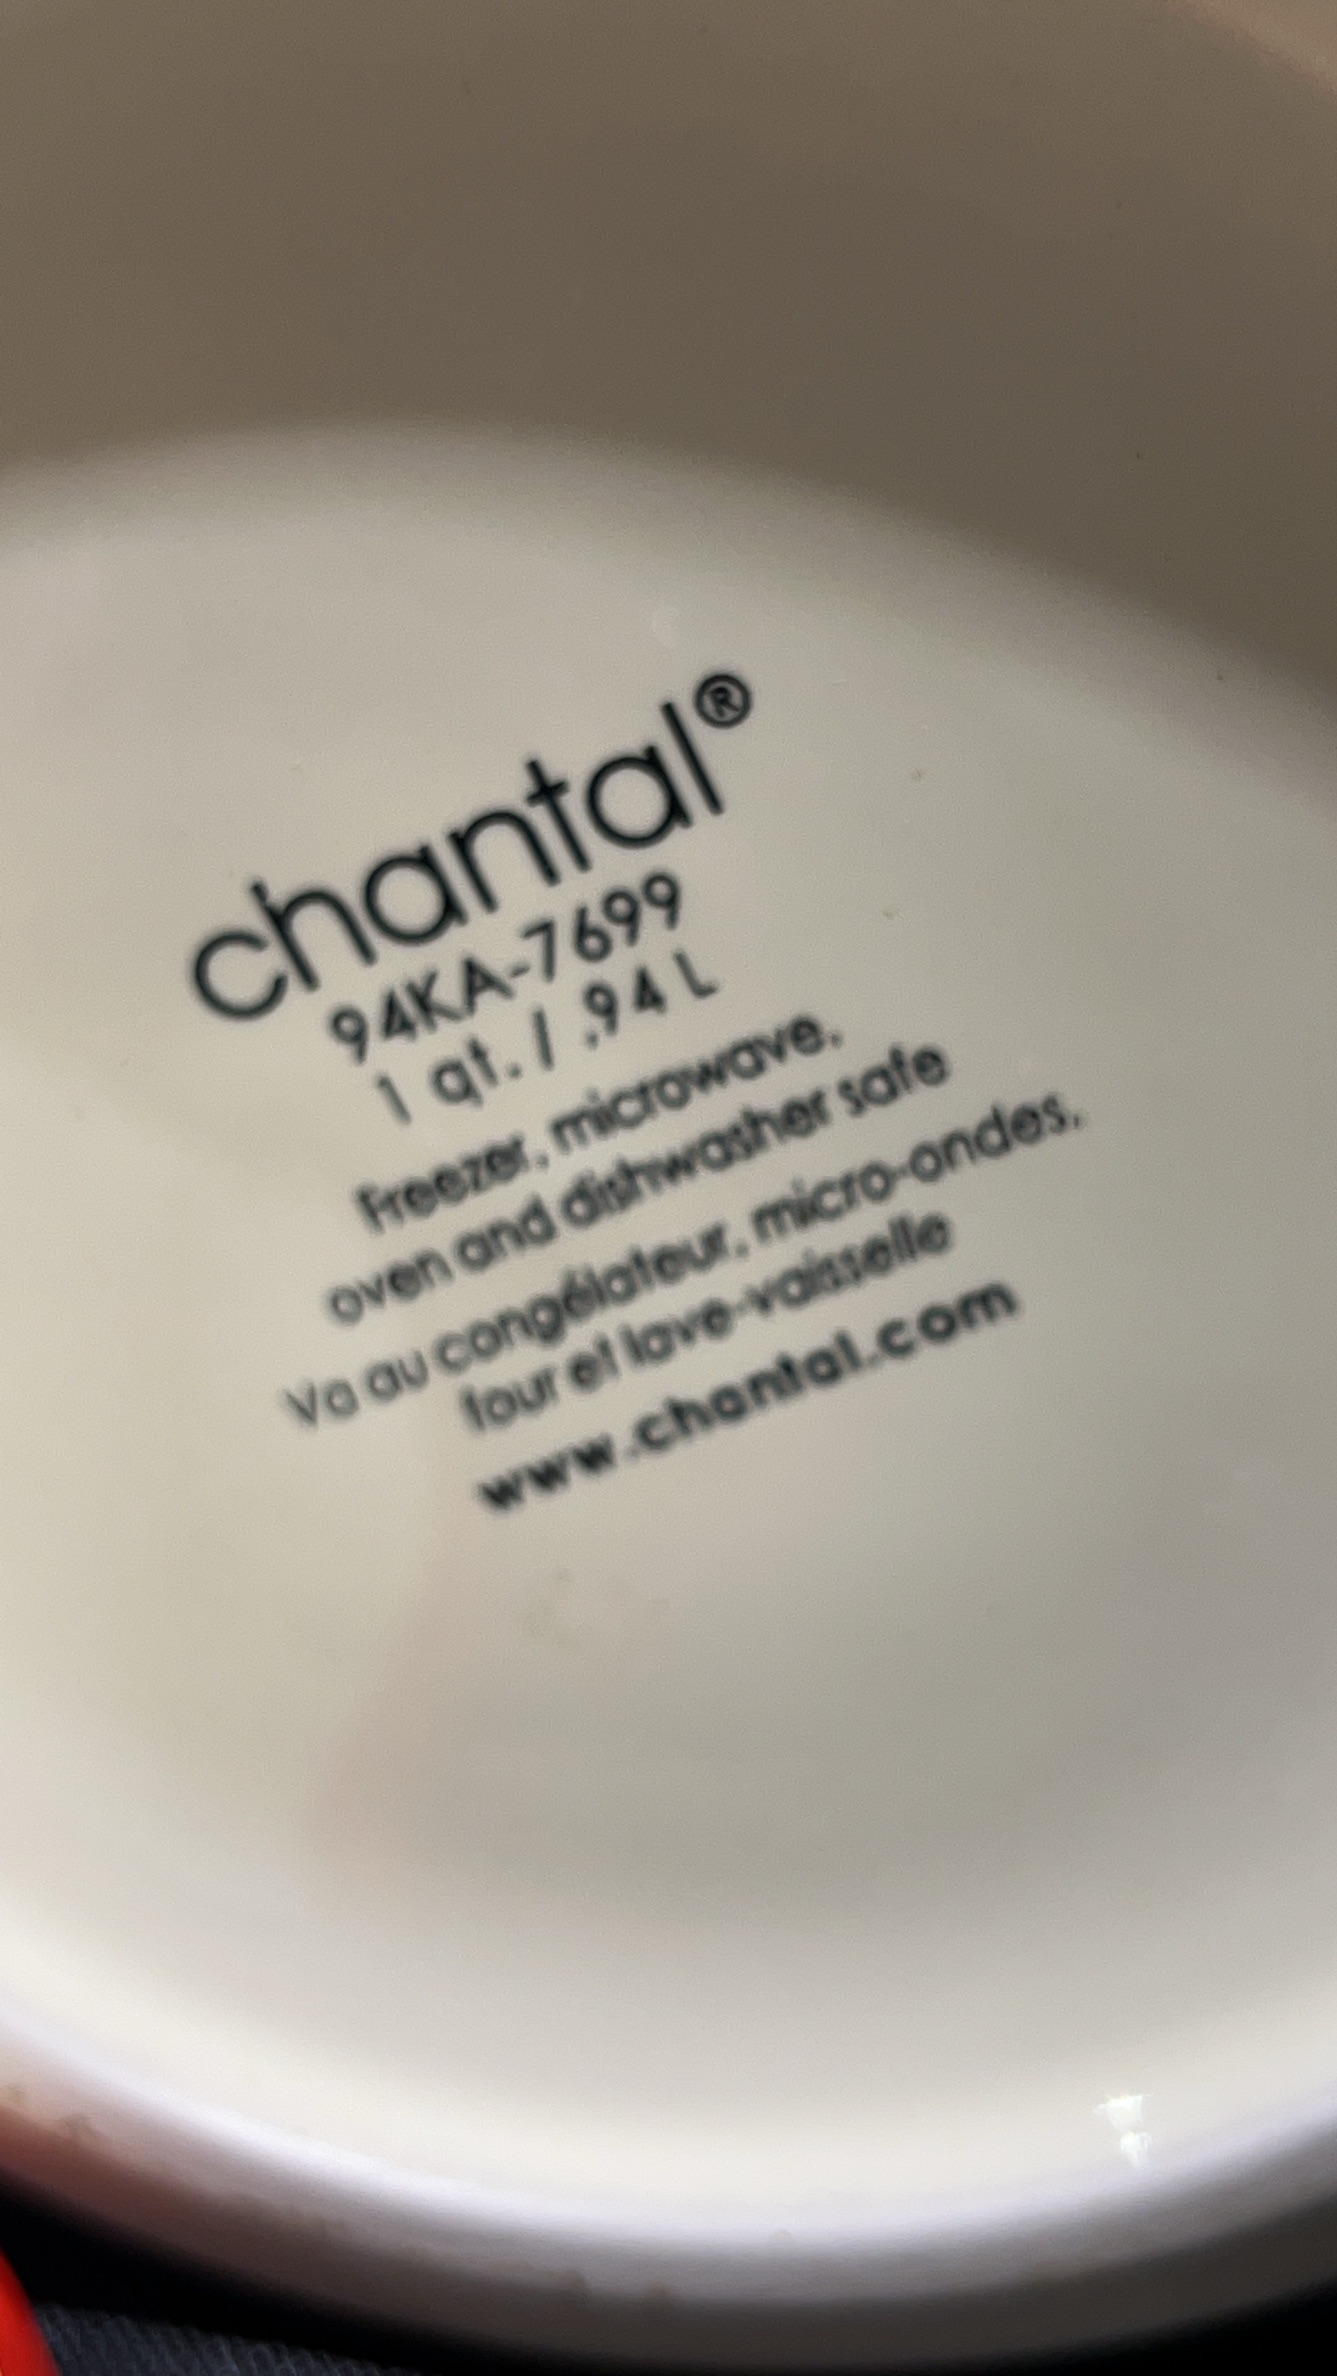 chantal®
94KA-7699
1 qt. / .94 L
Freezer, microwave,
oven and dishwasher safe
Va au congélateur, micro-ondes,
four et lave-vaisselle
www.chantal.com